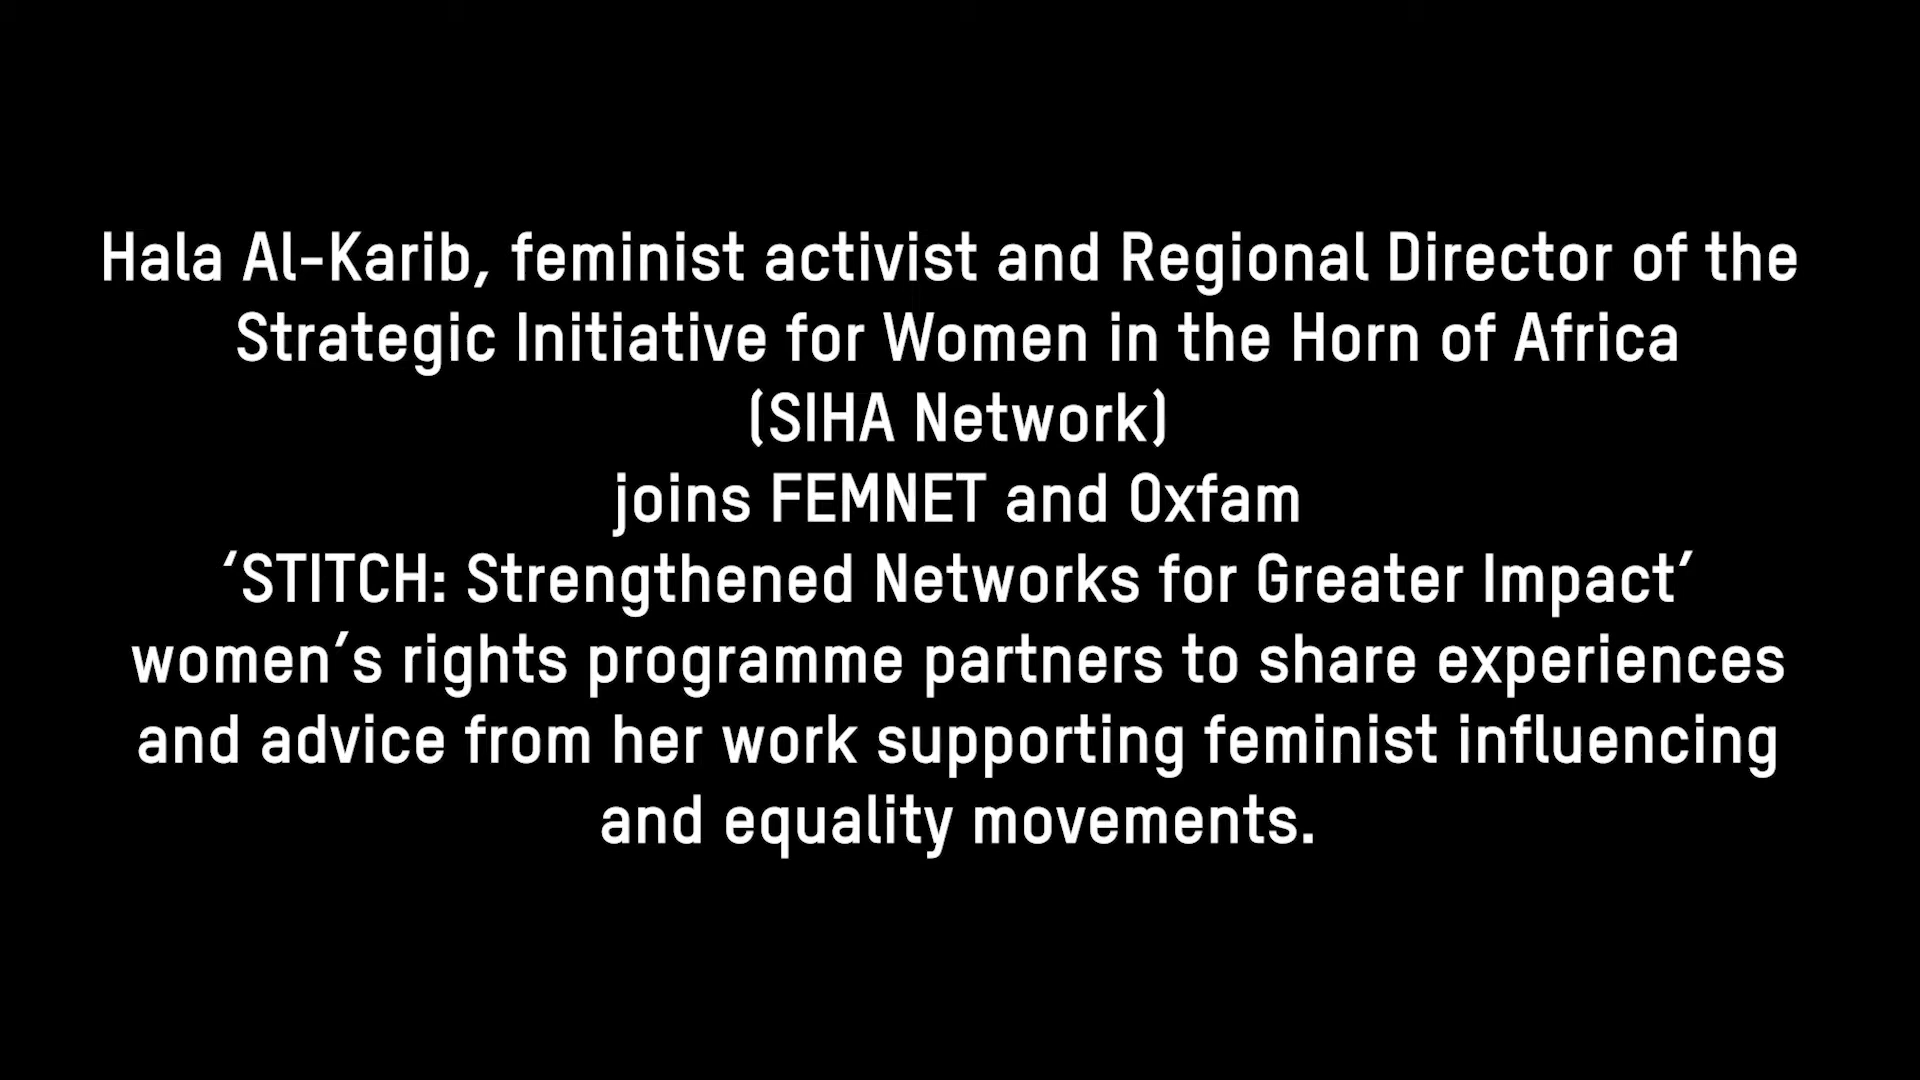 Hala Al-Karib, feminist activist and Regional Director of the
Strategic Initiative for Women in the Horn of Africa
(SIHA Network)
joins FEMNET and Oxfam
‘STITCH: Strengthened Networks for Greater Impact’
women’s rights programme partners to share experiences
and advice from her work supporting feminist influencing
and equality movements.